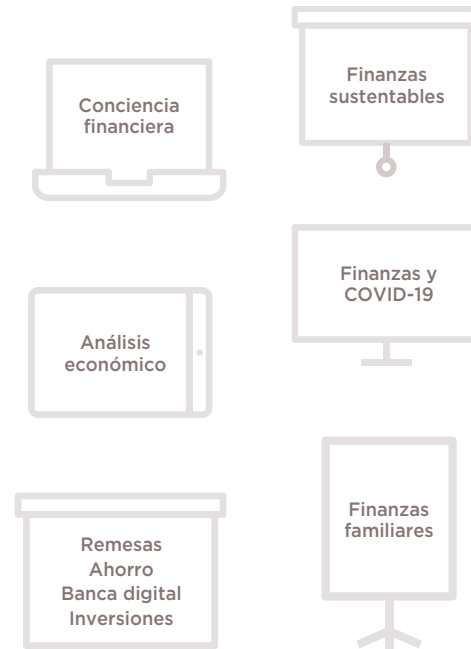 Conciencia
financiera
Finanzas
sustentables
Finanzas y
COVID-19
Análisis
económico
Finanzas
familiares
Remesas
Ahorro
Banca digital
Inversiones